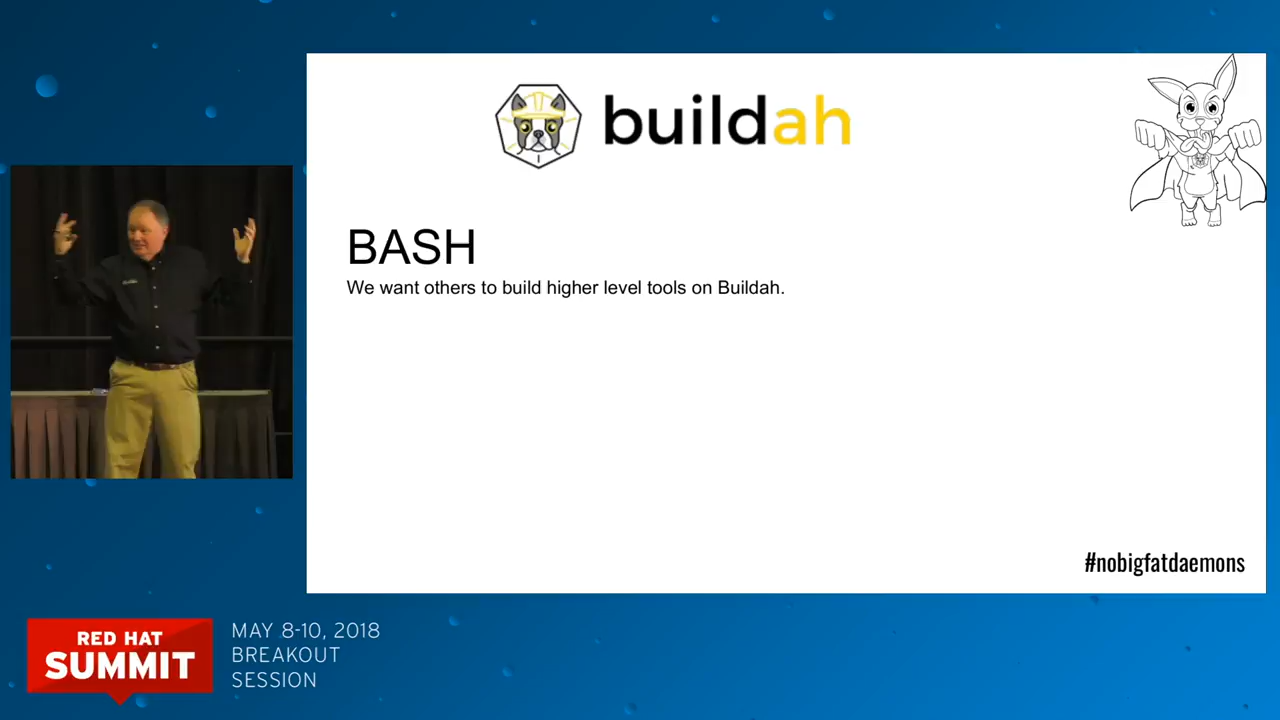 buildah
BASH
We want others to build higher level tools on Buildah.
#nobigfatdaemons
RED HAT
SUMMIT
MAY 8-10, 2018
BREAKOUT
SESSION